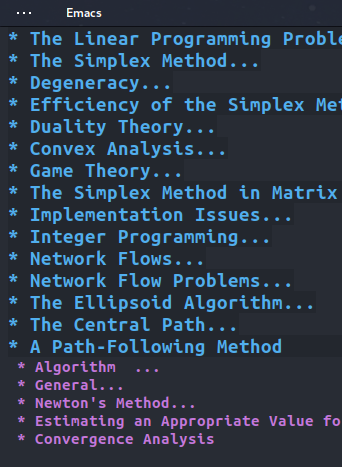 ... Emacs
* The Linear Programming Proble
* The Simplex Method...
* Degeneracy...
* Efficiency of the Simplex Met
* Duality Theory...
* Convex Analysis...
* Game Theory...
* The Simplex Method in Matrix
* Implementation Issues...
* Integer Programming...
* Network Flows...
* Network Flow Problems...
* The Ellipsoid Algorithm...
* The Central Path...
* A Path-Following Method
* Algorithm ...
* General...
* Newton's Method...
* Estimating an Appropriate Value fo
* Convergence Analysis